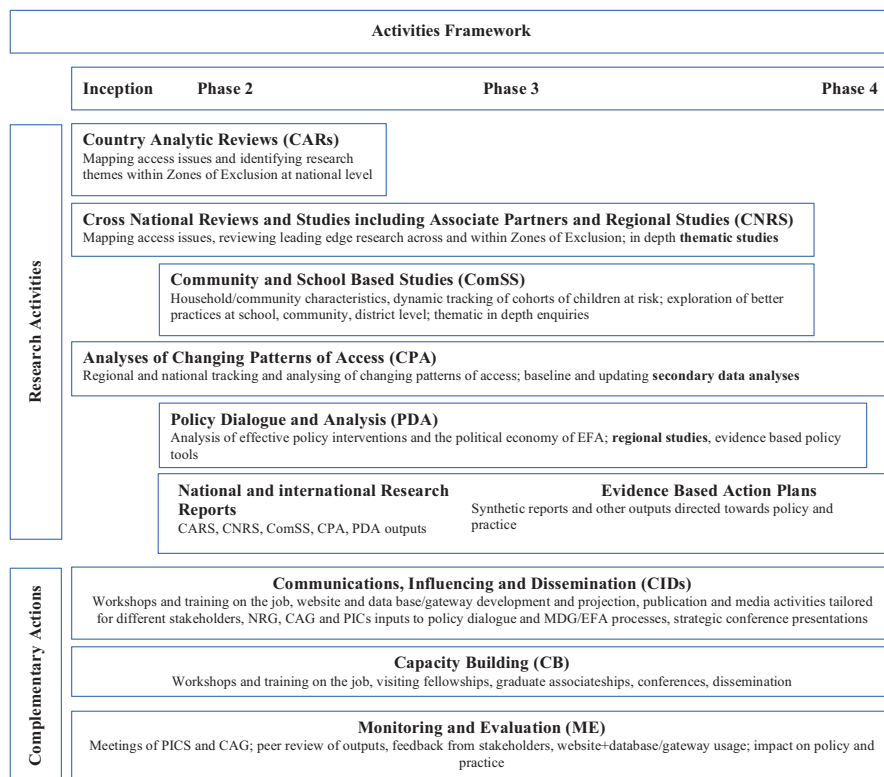 Activities Framework
Inception Phase 2 Phase 3 Phase 4
Research Activities
Country Analytic Reviews (CARs)
Mapping access issues and identifying research
themes within Zones of Exclusion at national level
Cross National Reviews and Studies including Associate Partners and Regional Studies (CNRS)
Mapping access issues, reviewing leading edge research across and within Zones of Exclusion; in depth thematic studies
Community and School Based Studies (ComSS)
Household/community characteristics, dynamic tracking of cohorts of children at risk; exploration of better
practices at school, community, district level; thematic in depth enquiries
Analyses of Changing Patterns of Access (CPA)
Regional and national tracking and analysing of changing patterns of access; baseline and updating secondary data analyses
Policy Dialogue and Analysis (PDA)
Analysis of effective policy interventions and the political economy of EFA; regional studies, evidence based policy
tools
National and international Research
Reports
CARS, CNRS, ComSS, CPA, PDA outputs
Evidence Based Action Plans
Synthetic reports and other outputs directed towards policy and
practice
Complementary Actions
Communications, Influencing and Dissemination (CIDs)
Workshops and training on the job, website and data base/gateway development and projection, publication and media activities tailored
for different stakeholders, NRG, CAG and PICs inputs to policy dialogue and MDG/EFA processes, strategic conference presentations
Capacity Building (CB)
Workshops and training on the job, visiting fellowships, graduate associateships, conferences, dissemination
Monitoring and Evaluation (ME)
Meetings of PICS and CAG; peer review of outputs, feedback from stakeholders, website+database/gateway usage; impact on policy and
practice